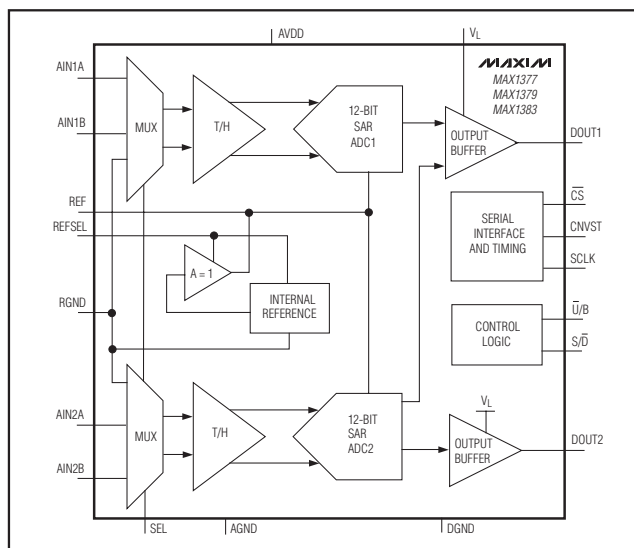 AVDD
VL
MAXIM
MAX1377
MAX1379
MAX1383
AIN1A
AIN1B
MUX
T/H
12-BIT
SAR
ADC1
OUTPUT
BUFFER
DOUT1
REF
REFSEL
A = 1
INTERNAL
REFERENCE
RGND
SERIAL
INTERFACE
AND TIMING
C̅S̅
CNVST
SCLK
CONTROL
LOGIC
U̅/B
S/D̅
AIN2A
AIN2B
MUX
T/H
12-BIT
SAR
ADC2
VL
OUTPUT
BUFFER
DOUT2
SEL
AGND
DGND